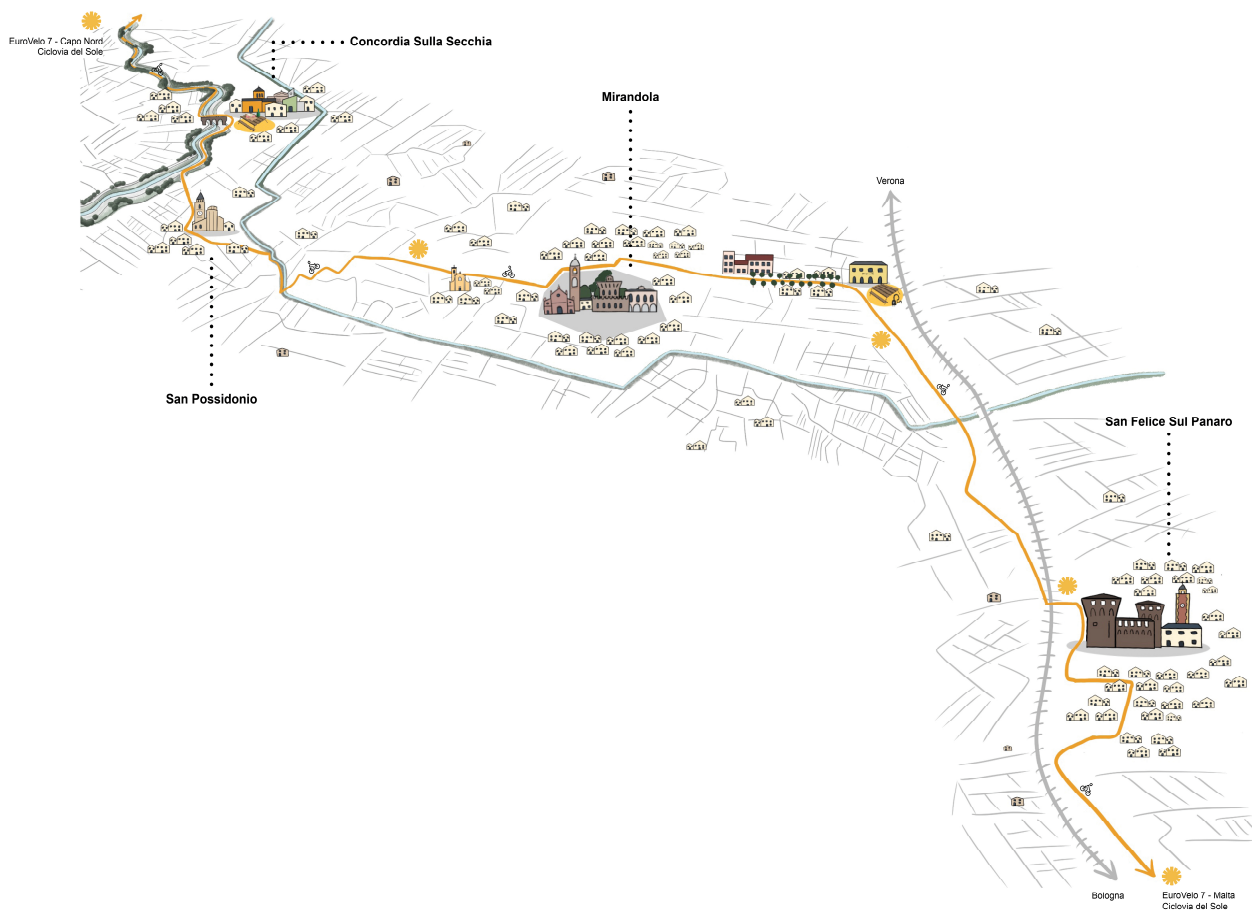 EuroVelo 7 - Capo Nord
Ciclovia del Sole
Concordia Sulla Secchia
Mirandola
Verona
San Possidonio
San Felice Sul Panaro
Bologna
EuroVelo 7 - Malta
Ciclovia del Sole